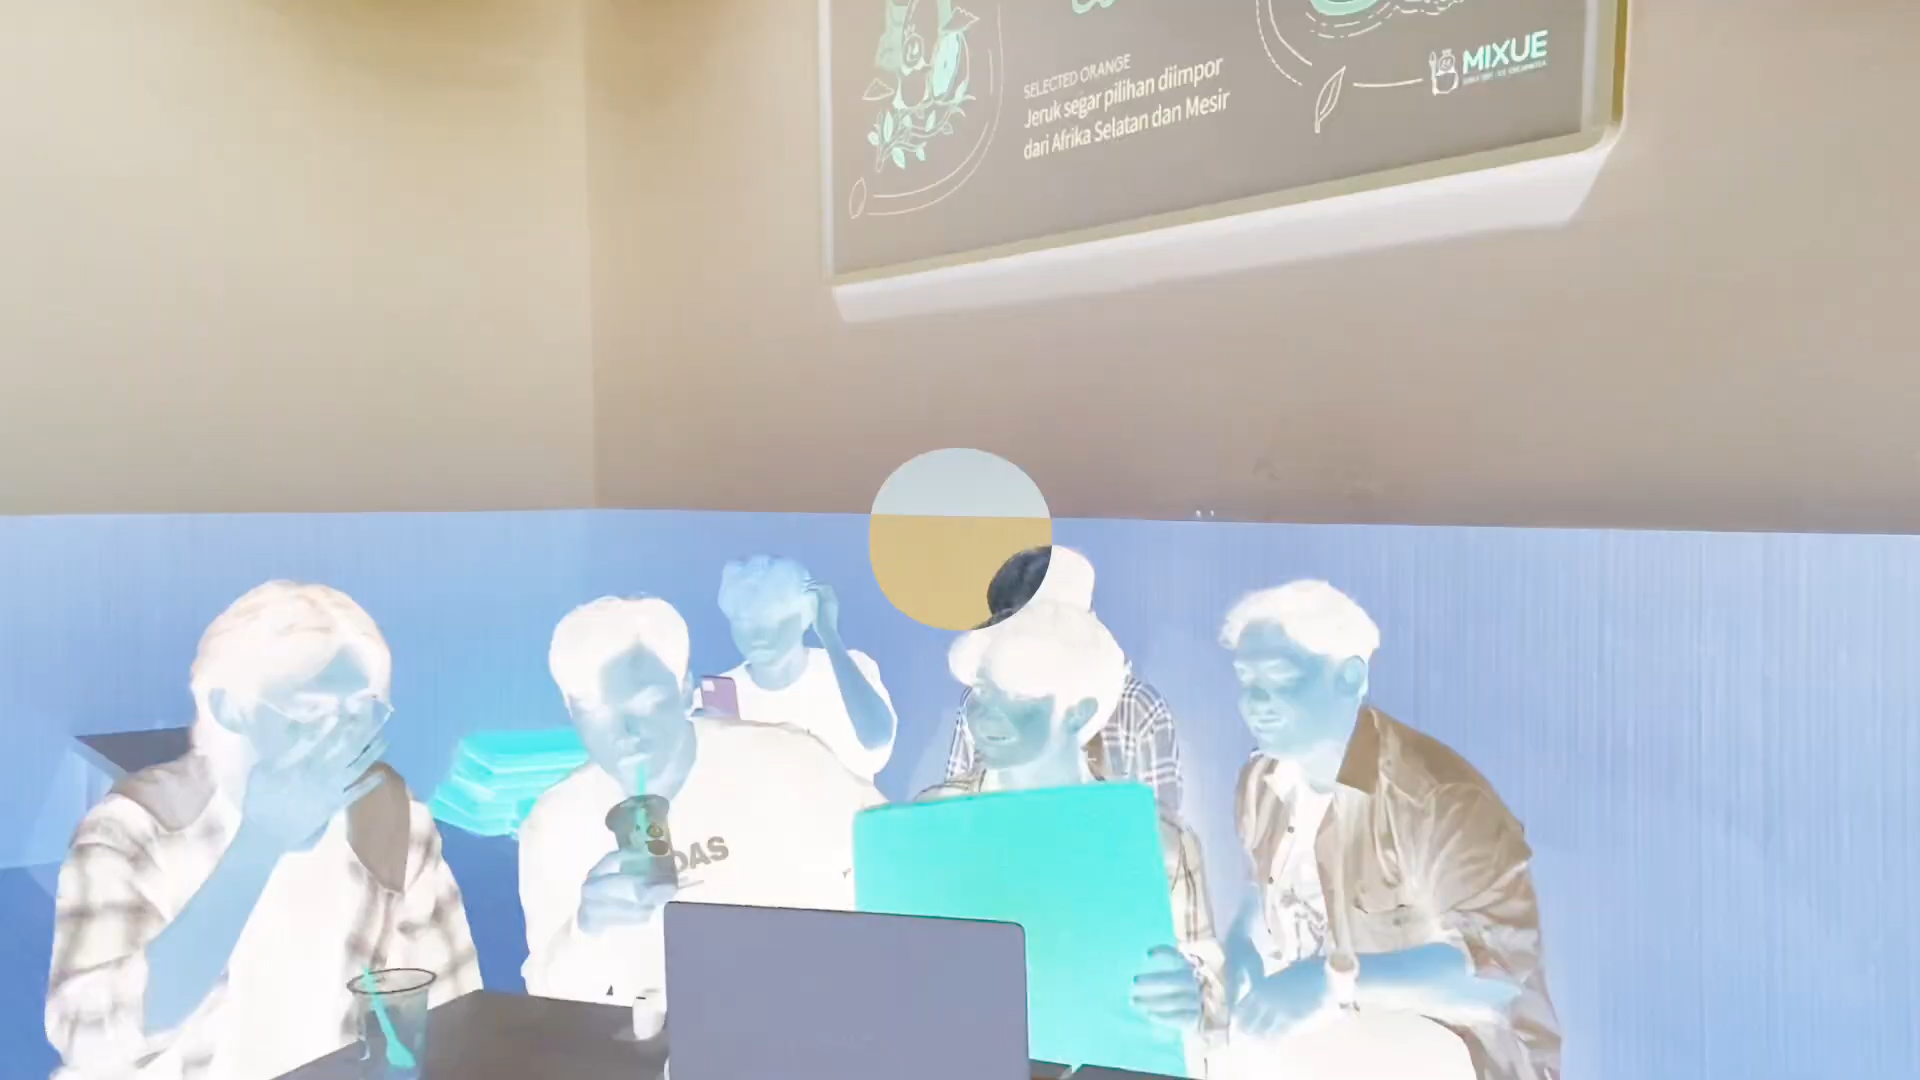 SELECTED ORANGE
Jeruk segar pilihan diimpor
dari Afrika Selatan dan Mesir
MIXUE
DAS